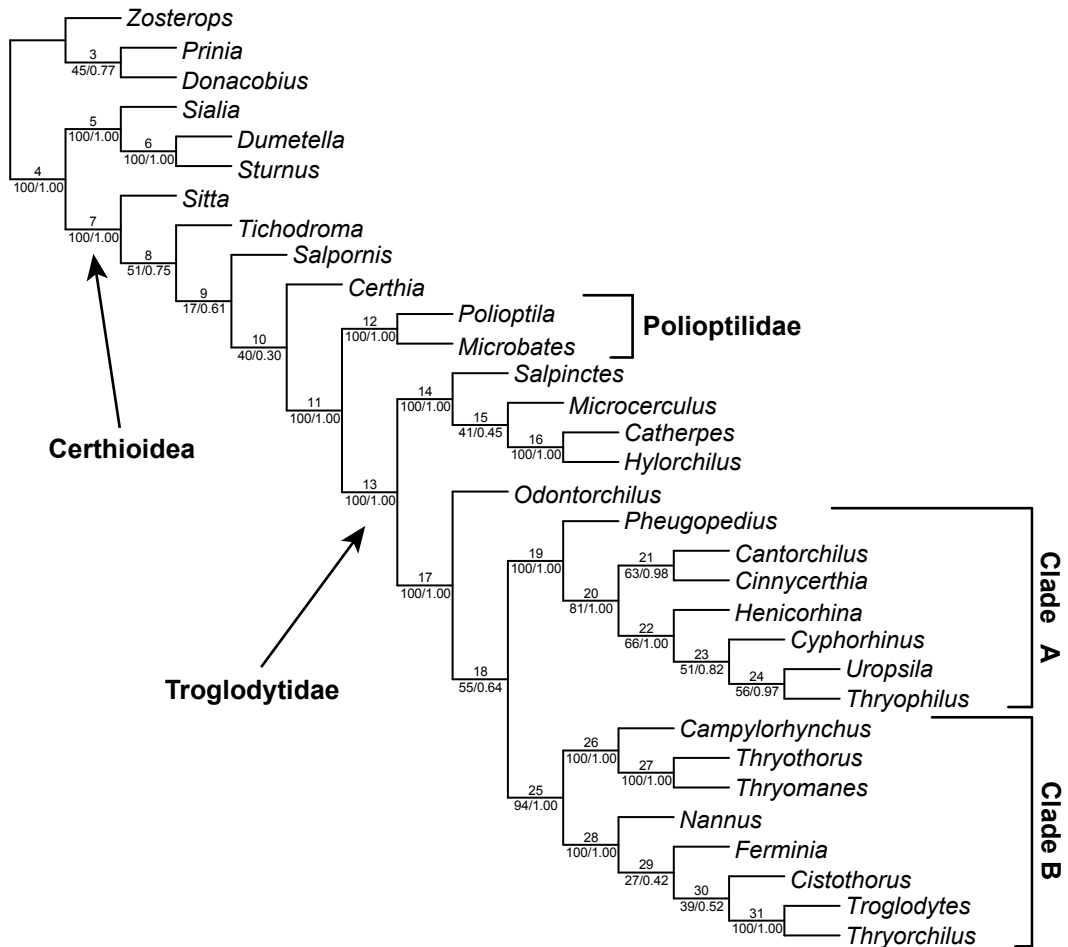 Zosterops
3
45/0.77
Prinia
Donacobius
Sialia
5
100/1.00
6
100/1.00
Dumetella
Sturnus
4
100/1.00
Sitta
7
100/1.00
Tichodroma
8
51/0.75
Salpornis
9
17/0.61
Certhia
10
40/0.30
Polioptila
12
100/1.00
Microbates
Polioptilidae
Salpinctes
11
100/1.00
14
100/1.00
Microcerculus
15
41/0.45
Catherpes
16
100/1.00
Hylorchilus
Certhioidea
13
100/1.00
Odontorchilus
Pheugopedius
19
100/1.00
Cantorchilus
21
63/0.98
Cinnycerthia
17
100/1.00
20
81/1.00
Henicorhina
22
66/1.00
Cyphorhinus
23
51/0.82
Uropsila
24
56/0.97
Thryophilus
Clade A
18
55/0.64
Troglodytidae
Campylorhynchus
26
100/1.00
Thryothorus
27
100/1.00
Thryomanes
25
94/1.00
Nannus
28
100/1.00
Ferminia
29
27/0.42
Cistothorus
30
39/0.52
Troglodytes
31
100/1.00
Thryorchilus
Clade B